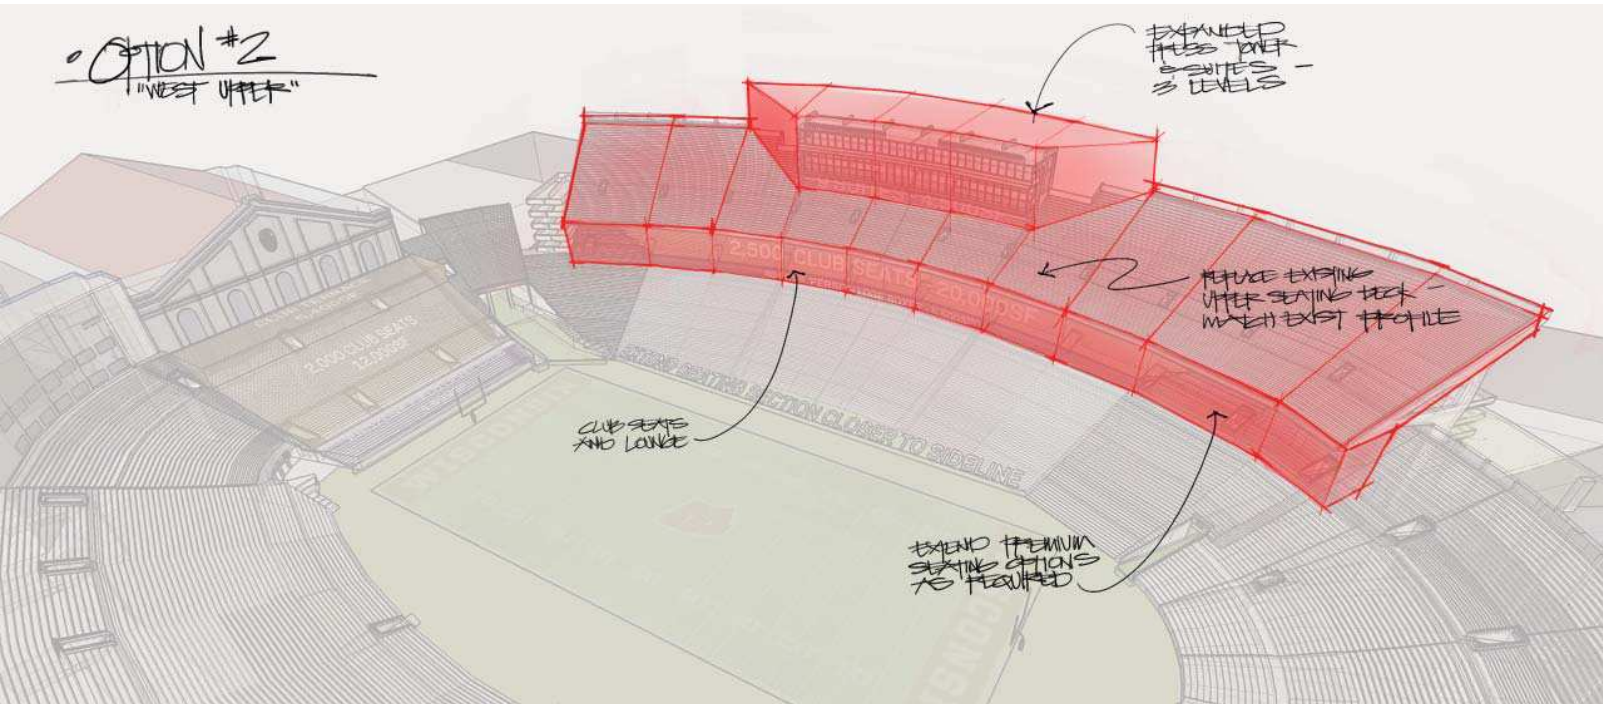 • OPTION #2
"WEST UPPER"
EXPANDED
PRESS TOWER
& SUITES -
3 LEVELS
REPLACE EXISTING
UPPER SEATING DECK -
MATCH EXIST PROFILE
2,500 CLUB SEATS - 20,000SF
2,000 CLUB SEATS
12,000SF
EXISTING SEATING SECTION CLOSER TO SIDELINE
CLUB SEATS
AND LOUNGE
EXTEND PREMIUM
SEATING OPTIONS
AS REQUIRED
WISCONSIN
W